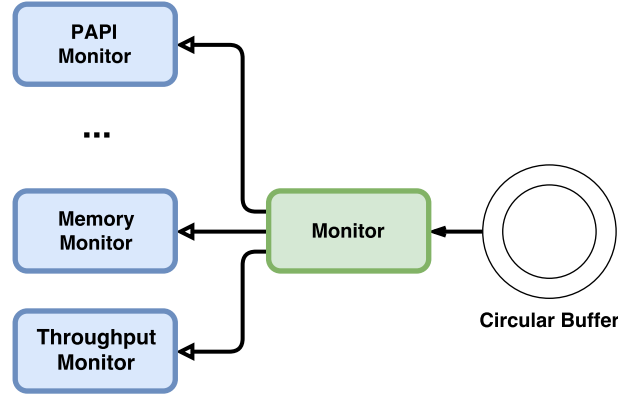 PAPI
Monitor
...
Memory
Monitor
Monitor
Throughput
Monitor
Circular Buffer